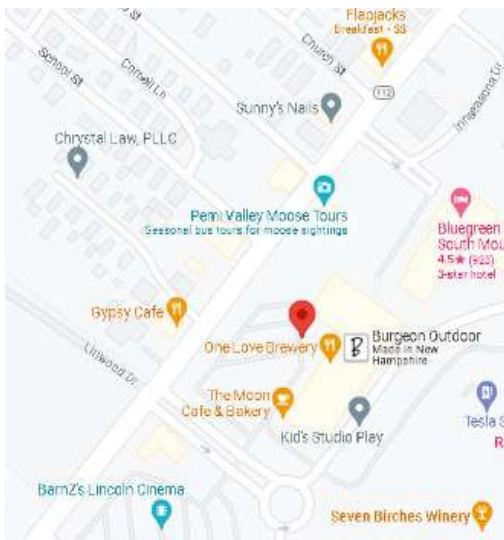 Flapjacks
Breakfast • $$
Church St
School St
Cornell Ln
112
Sunny's Nails
Chrystal Law, PLLC
Pemi Valley Moose Tours
Seasonal bus tours for moose sightings
Bluegreen
South Mou
4.5★ (923)
3-star hotel
Gypsy Cafe
One Love Brewery
B
Burgeon Outdoor
Made in New
Hampshire
Linwood Dr
The Moon
Cafe & Bakery
Kid's Studio Play
Tesla S
R
BarnZ's Lincoln Cinema
Seven Birches Winery